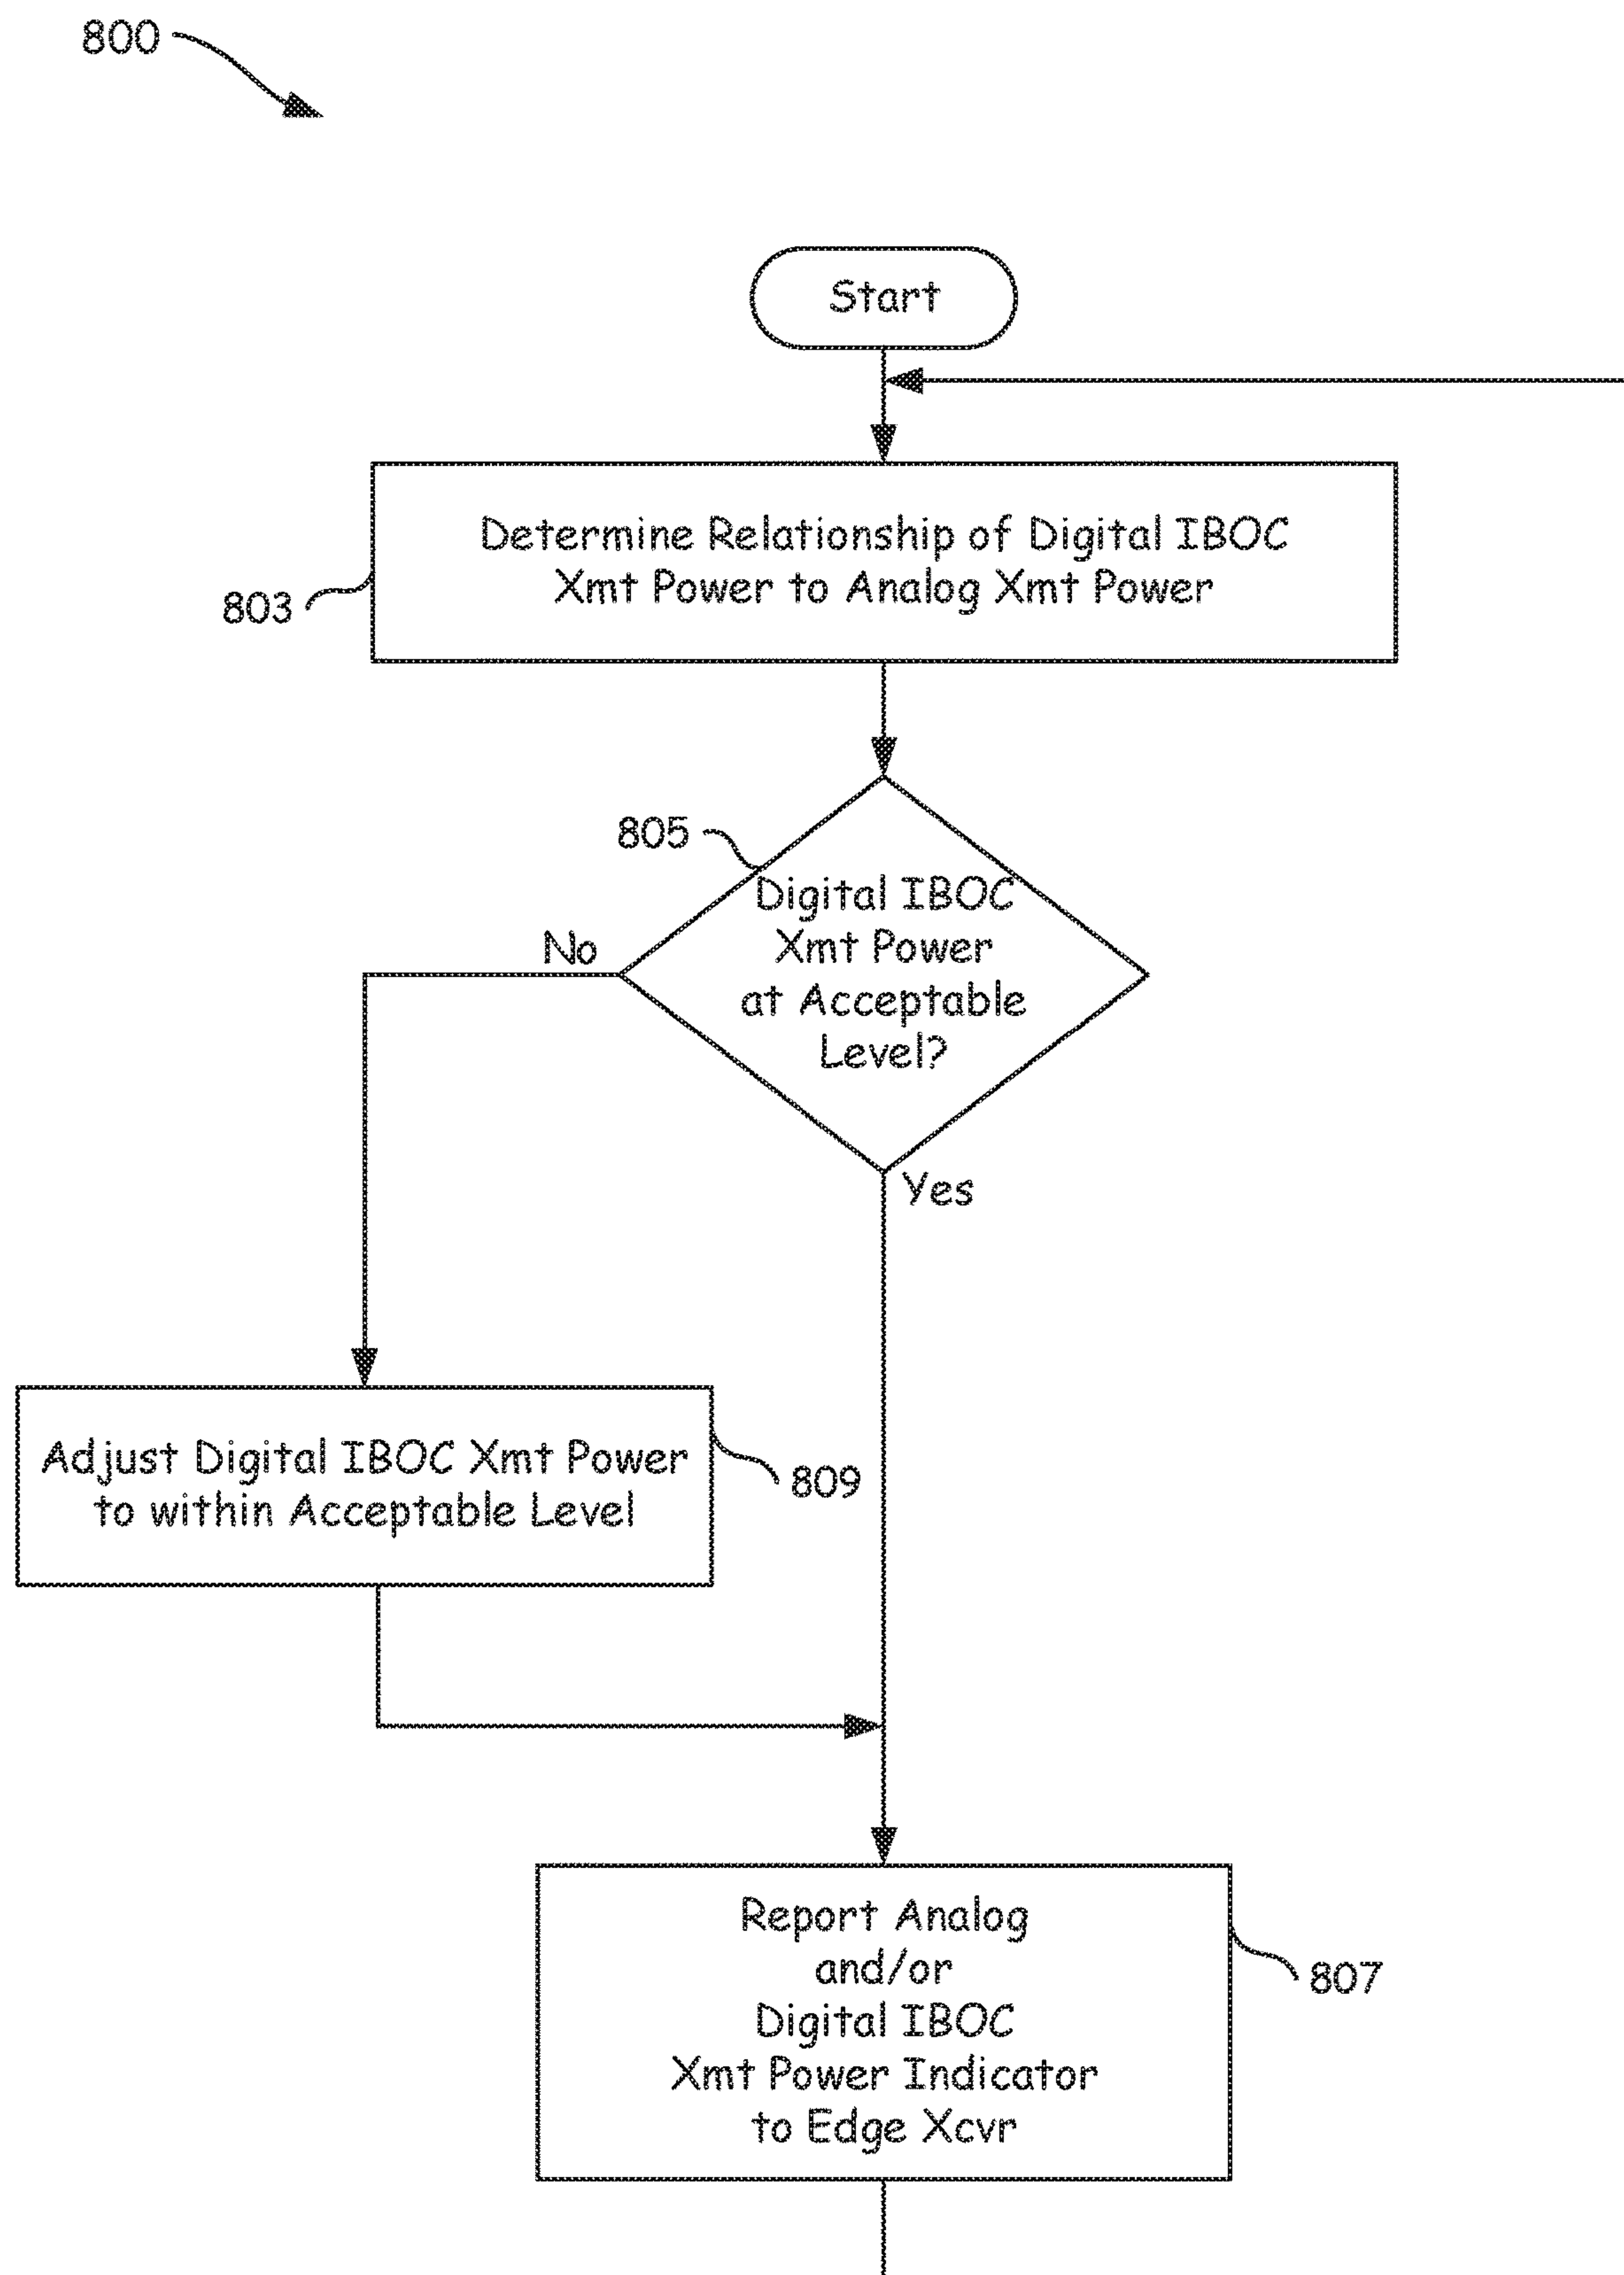 800
Start
Determine Relationship of Digital IBOC
Xmt Power to Analog Xmt Power
803
805
Digital IBOC
Xmt Power
at Acceptable
Level?
No
Yes
Adjust Digital IBOC Xmt Power
to within Acceptable Level
809
Report Analog
and/or
Digital IBOC
Xmt Power Indicator
to Edge Xcvr
807